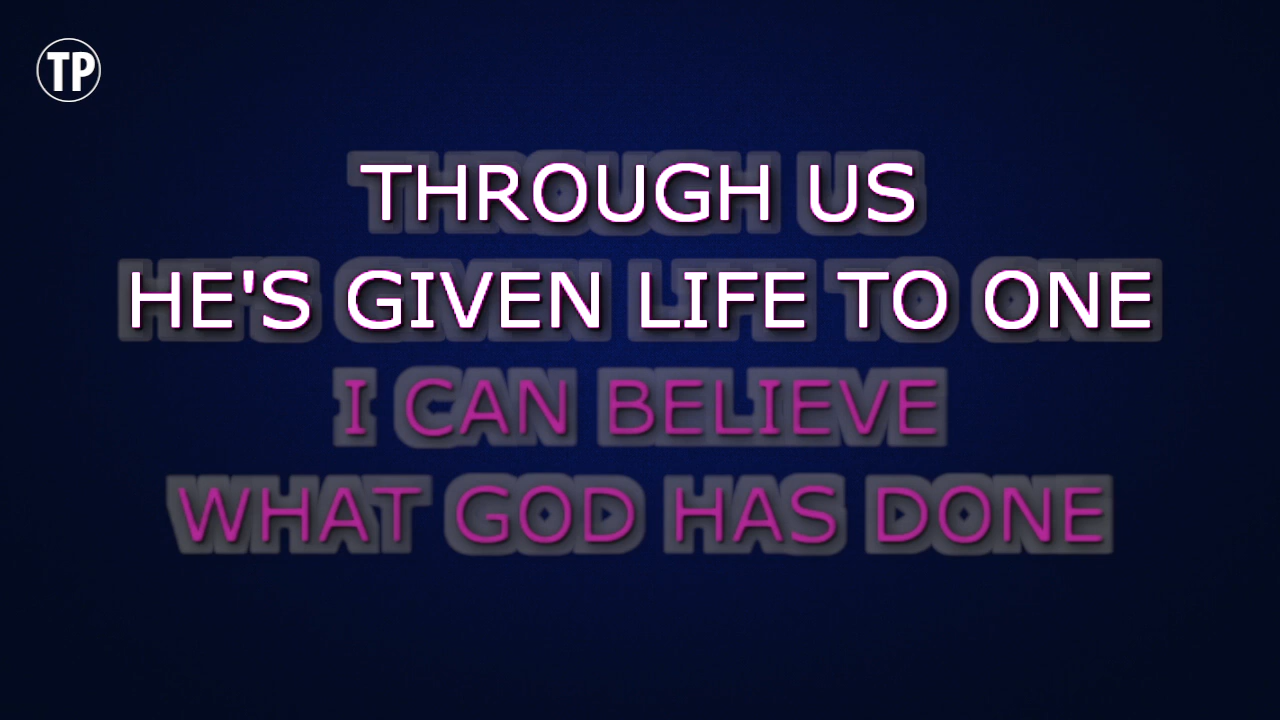 TP
THROUGH US
HE'S GIVEN LIFE TO ONE
I CAN BELIEVE
WHAT GOD HAS DONE